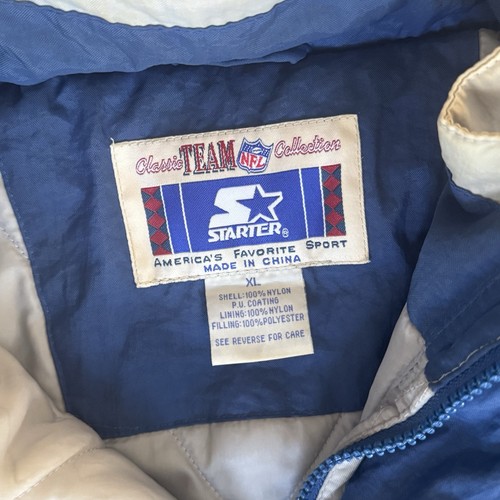 Classic TEAM NFL Collection
STARTER®
AMERICA'S FAVORITE SPORT
MADE IN CHINA
XL
SHELL:100%NYLON
P.U. COATING
LINING:100%NYLON
FILLING:100%POLYESTER
SEE REVERSE FOR CARE